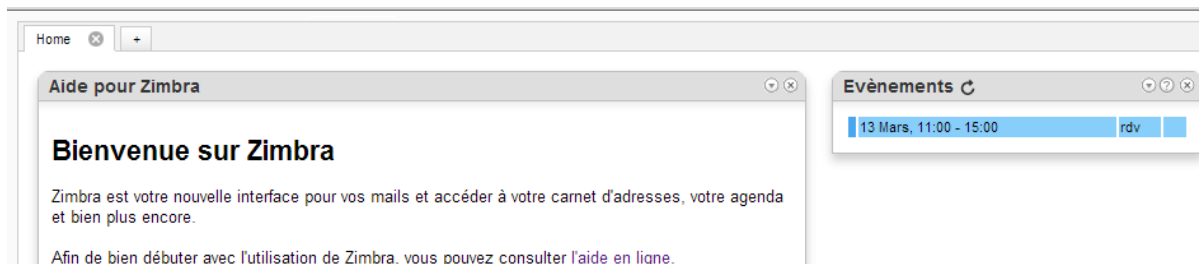 Home +
Aide pour Zimbra
Bienvenue sur Zimbra
Zimbra est votre nouvelle interface pour vos mails et accéder à votre carnet d'adresses, votre agenda
et bien plus encore.
Afin de bien débuter avec l'utilisation de Zimbra, vous pouvez consulter l'aide en ligne.
Evènements
?
13 Mars, 11:00 - 15:00 rdv